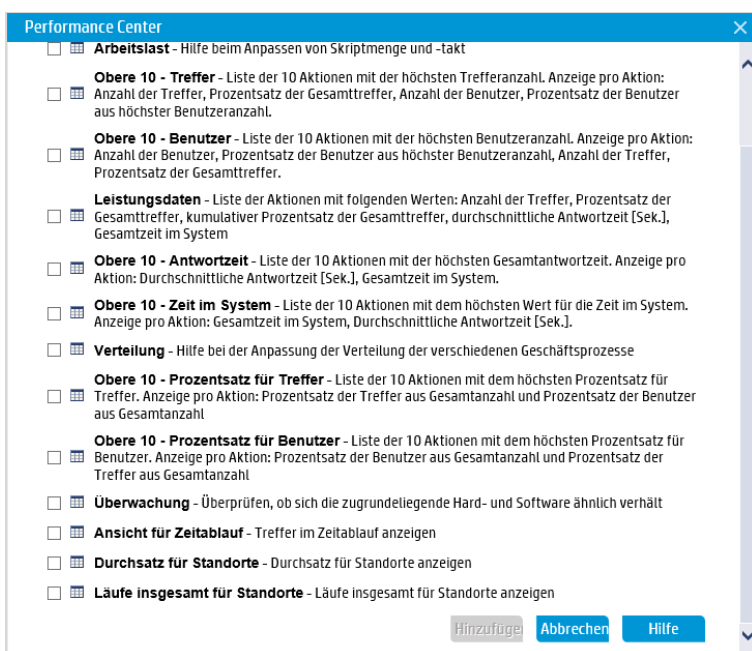 Performance Center
Arbeitslast - Hilfe beim Anpassen von Skriptmenge und -takt
Obere 10 - Treffer - Liste der 10 Aktionen mit der höchsten Trefferanzahl. Anzeige pro Aktion:
Anzahl der Treffer, Prozentsatz der Gesamttreffer, Anzahl der Benutzer, Prozentsatz der Benutzer
aus höchster Benutzeranzahl.
Obere 10 - Benutzer - Liste der 10 Aktionen mit der höchsten Benutzeranzahl. Anzeige pro Aktion:
Anzahl der Benutzer, Prozentsatz der Benutzer aus höchster Benutzeranzahl, Anzahl der Treffer,
Prozentsatz der Gesamttreffer.
Leistungsdaten - Liste der Aktionen mit folgenden Werten: Anzahl der Treffer, Prozentsatz der
Gesamttreffer, kumulativer Prozentsatz der Gesamttreffer, durchschnittliche Antwortzeit [Sek.],
Gesamtzeit im System
Obere 10 - Antwortzeit - Liste der 10 Aktionen mit der höchsten Gesamtantwortzeit. Anzeige pro
Aktion: Durchschnittliche Antwortzeit [Sek.], Gesamtzeit im System.
Obere 10 - Zeit im System - Liste der 10 Aktionen mit dem höchsten Wert für die Zeit im System.
Anzeige pro Aktion: Gesamtzeit im System, Durchschnittliche Antwortzeit [Sek.].
Verteilung - Hilfe bei der Anpassung der Verteilung der verschiedenen Geschäftsprozesse
Obere 10 - Prozentsatz für Treffer - Liste der 10 Aktionen mit dem höchsten Prozentsatz für
Treffer. Anzeige pro Aktion: Prozentsatz der Treffer aus Gesamtanzahl und Prozentsatz der Benutzer
aus Gesamtanzahl
Obere 10 - Prozentsatz für Benutzer - Liste der 10 Aktionen mit dem höchsten Prozentsatz für
Benutzer. Anzeige pro Aktion: Prozentsatz der Benutzer aus Gesamtanzahl und Prozentsatz der
Treffer aus Gesamtanzahl
Überwachung - Überprüfen, ob sich die zugrundeliegende Hard- und Software ähnlich verhält
Ansicht für Zeitablauf - Treffer im Zeitablauf anzeigen
Durchsatz für Standorte - Durchsatz für Standorte anzeigen
Läufe insgesamt für Standorte - Läufe insgesamt für Standorte anzeigen
Hinzufüge Abbrechen Hilfe